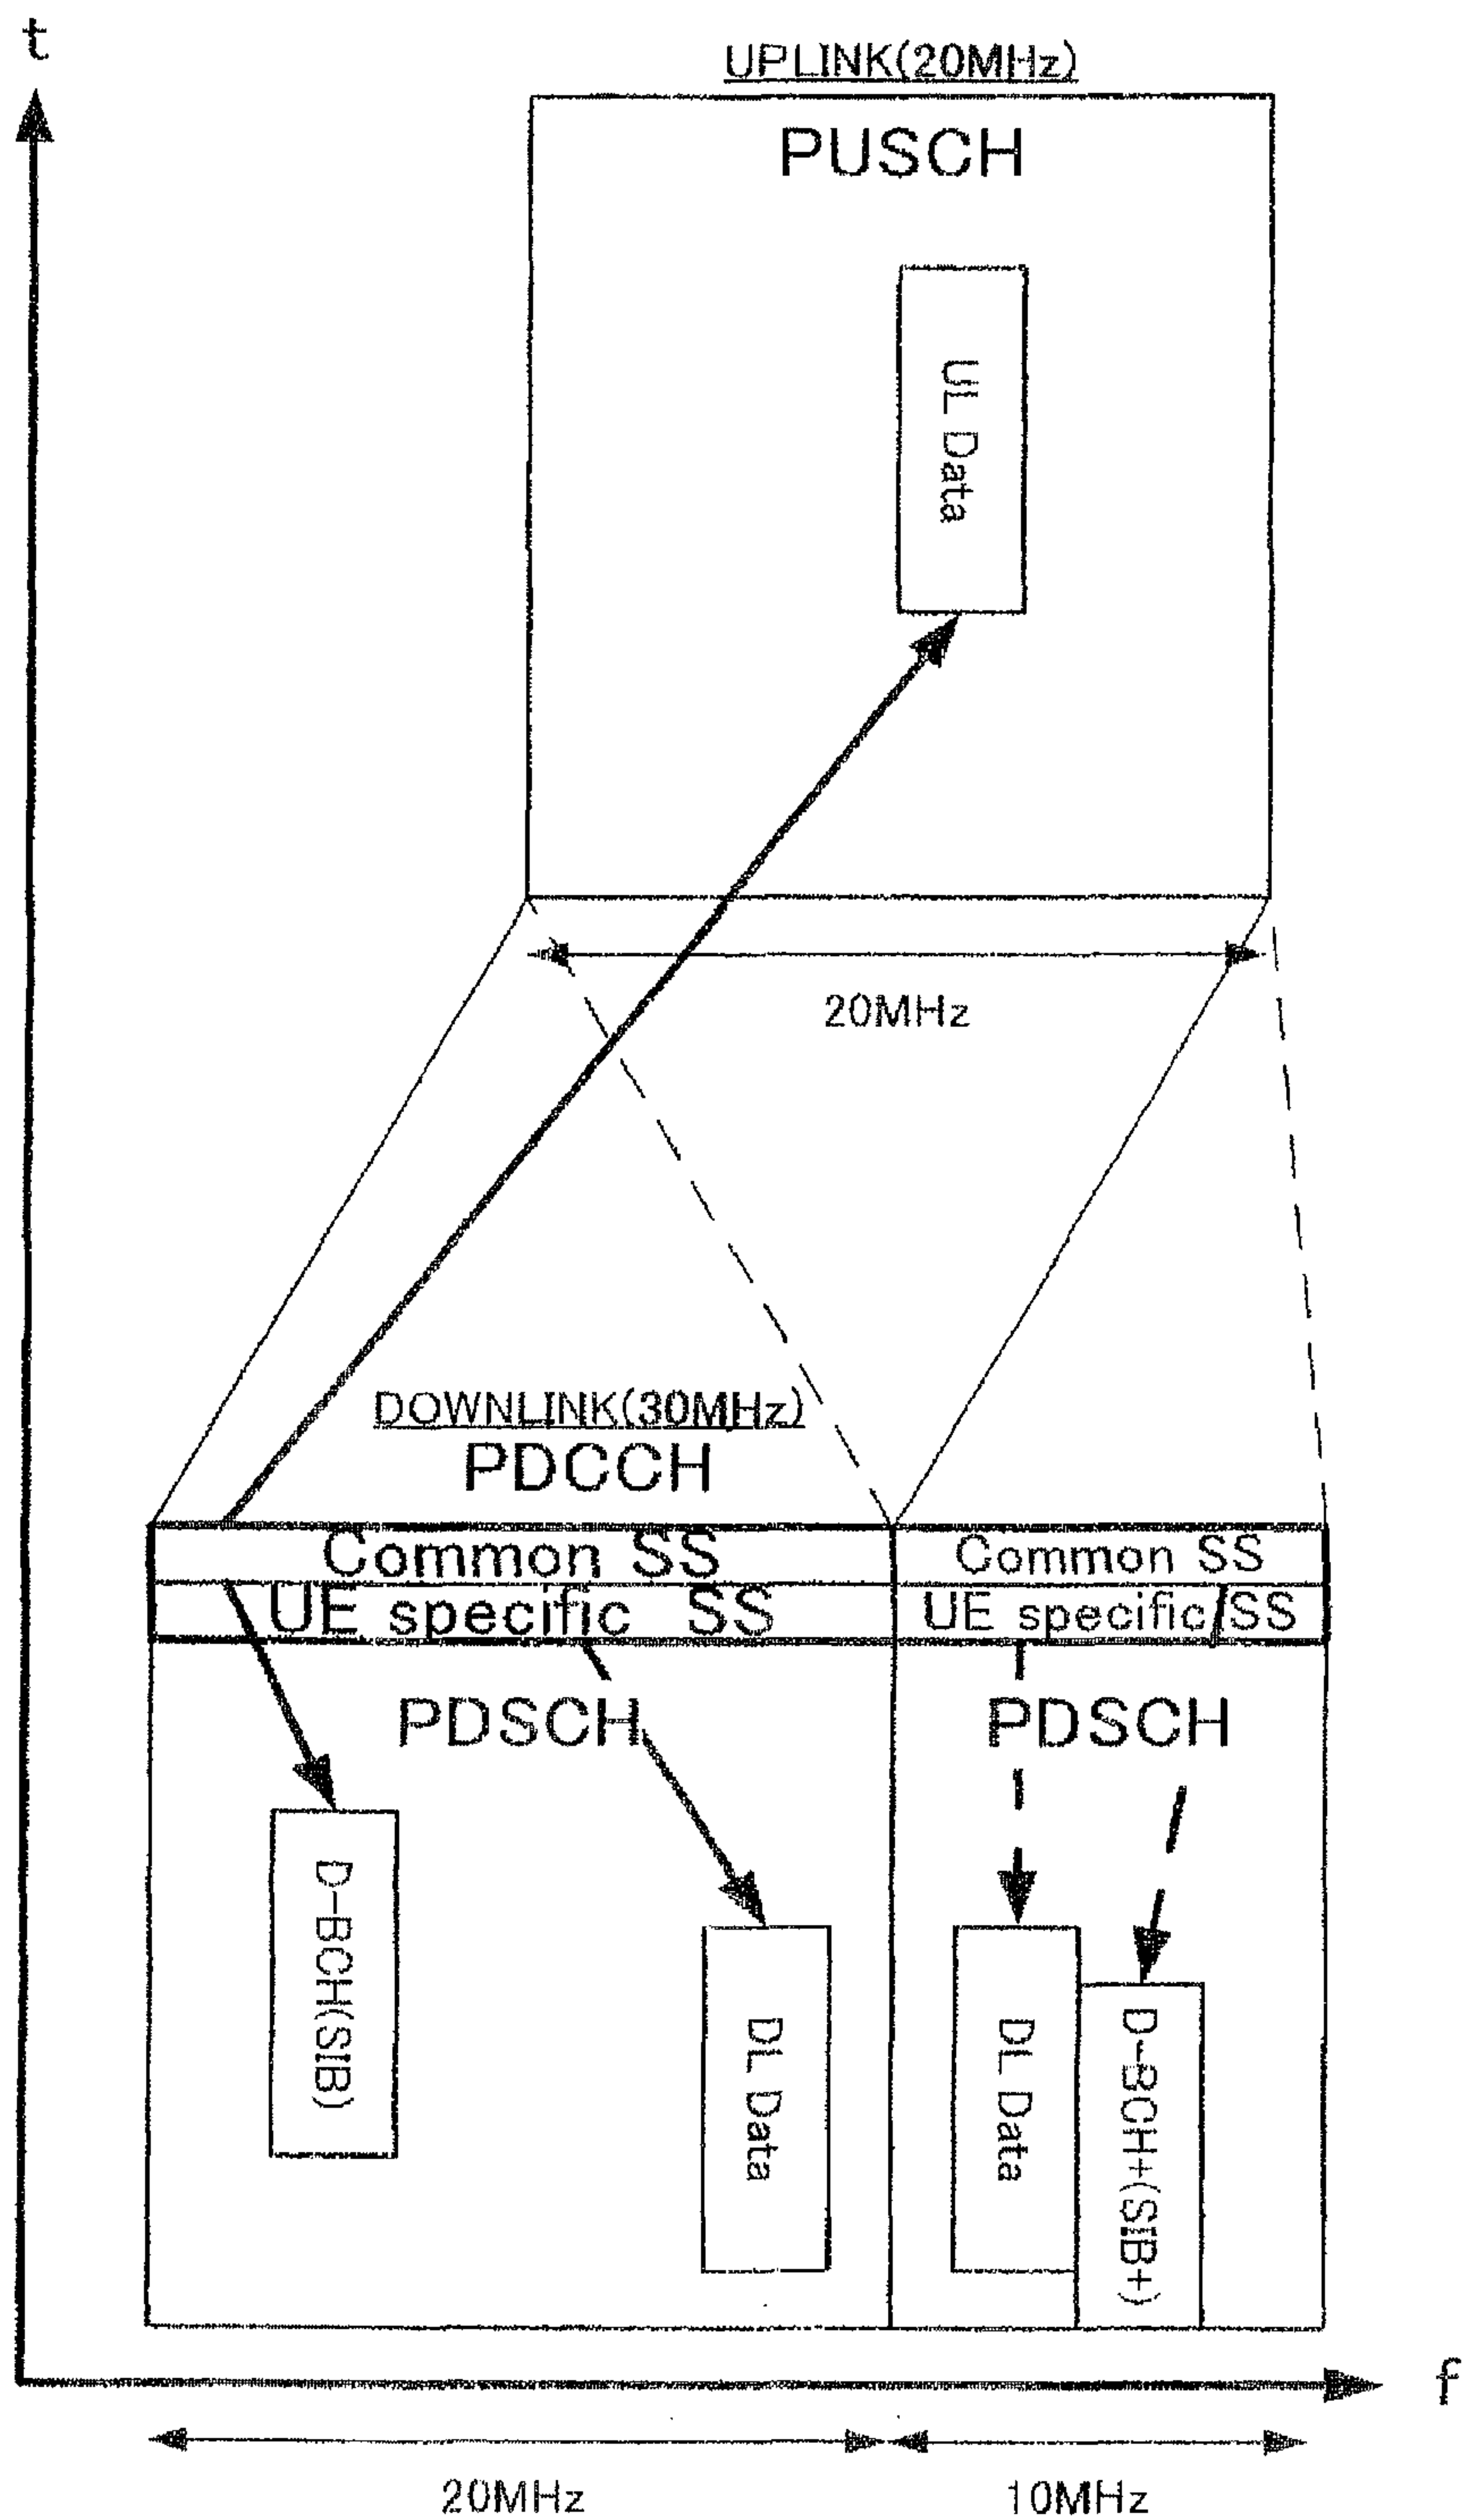 t
UPLINK(20MHz)
PUSCH
UL Data
20MHz
DOWNLINK(30MHz)
PDCCH
Common SS
Common SS
UE specific SS
UE specific SS
PDSCH
PDSCH
D-BCH(SIB)
DL Data
DL Data
D-BCH+(SIB+)
f
20MHz
10MHz